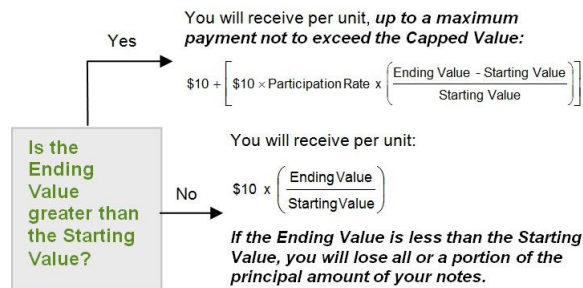 You will receive per unit, up to a maximum
payment not to exceed the Capped Value:
Yes
$10 + [$10 × Participation Rate x (Ending Value - Starting Value / Starting Value)]
Is the
Ending
Value
greater than
the Starting
Value?
You will receive per unit:
No
$10 x (Ending Value / Starting Value)
If the Ending Value is less than the Starting
Value, you will lose all or a portion of the
principal amount of your notes.